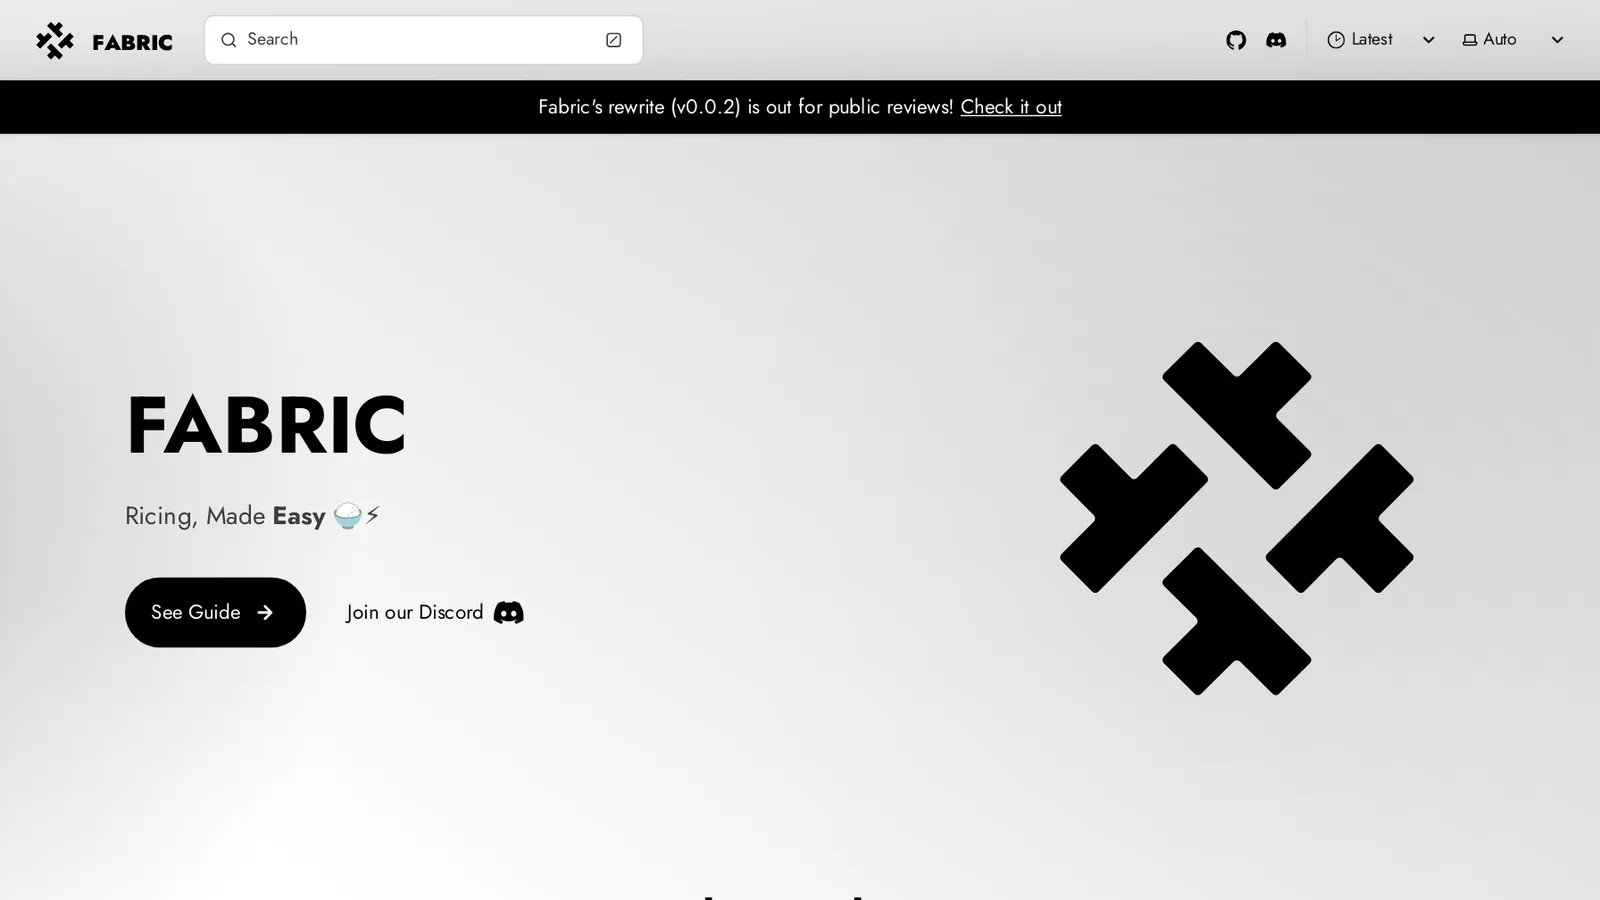 FABRIC
Search
Latest
Auto
Fabric's rewrite (v0.0.2) is out for public reviews! Check it out
FABRIC
Ricing, Made Easy 🍚⚡
See Guide
Join our Discord